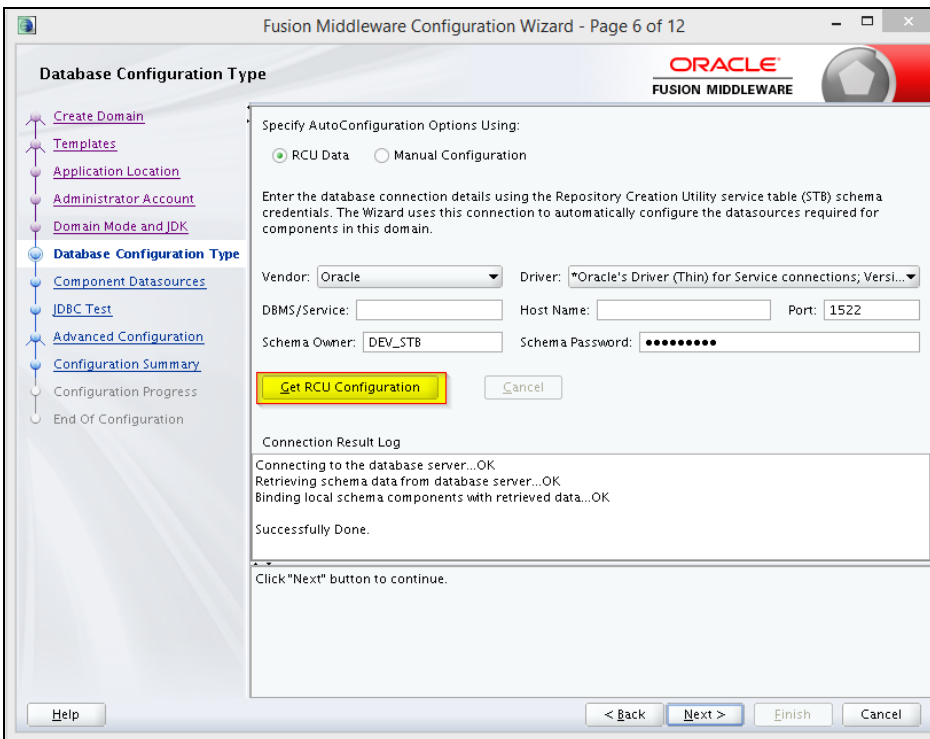 Fusion Middleware Configuration Wizard - Page 6 of 12
Database Configuration Type
ORACLE
FUSION MIDDLEWARE
Create Domain
Templates
Application Location
Administrator Account
Domain Mode and JDK
Database Configuration Type
Component Datasources
JDBC Test
Advanced Configuration
Configuration Summary
Configuration Progress
End Of Configuration
Specify AutoConfiguration Options Using:
RCU Data Manual Configuration
Enter the database connection details using the Repository Creation Utility service table (STB) schema
credentials. The Wizard uses this connection to automatically configure the datasources required for
components in this domain.
Vendor: Oracle Driver: *Oracle's Driver (Thin) for Service connections; Versi...
DBMS/Service: Host Name: Port: 1522
Schema Owner: DEV_STB Schema Password: •••••••••
Get RCU Configuration Cancel
Connection Result Log
Connecting to the database server...OK
Retrieving schema data from database server...OK
Binding local schema components with retrieved data...OK
Successfully Done.
Click "Next" button to continue.
Help < Back Next > Finish Cancel